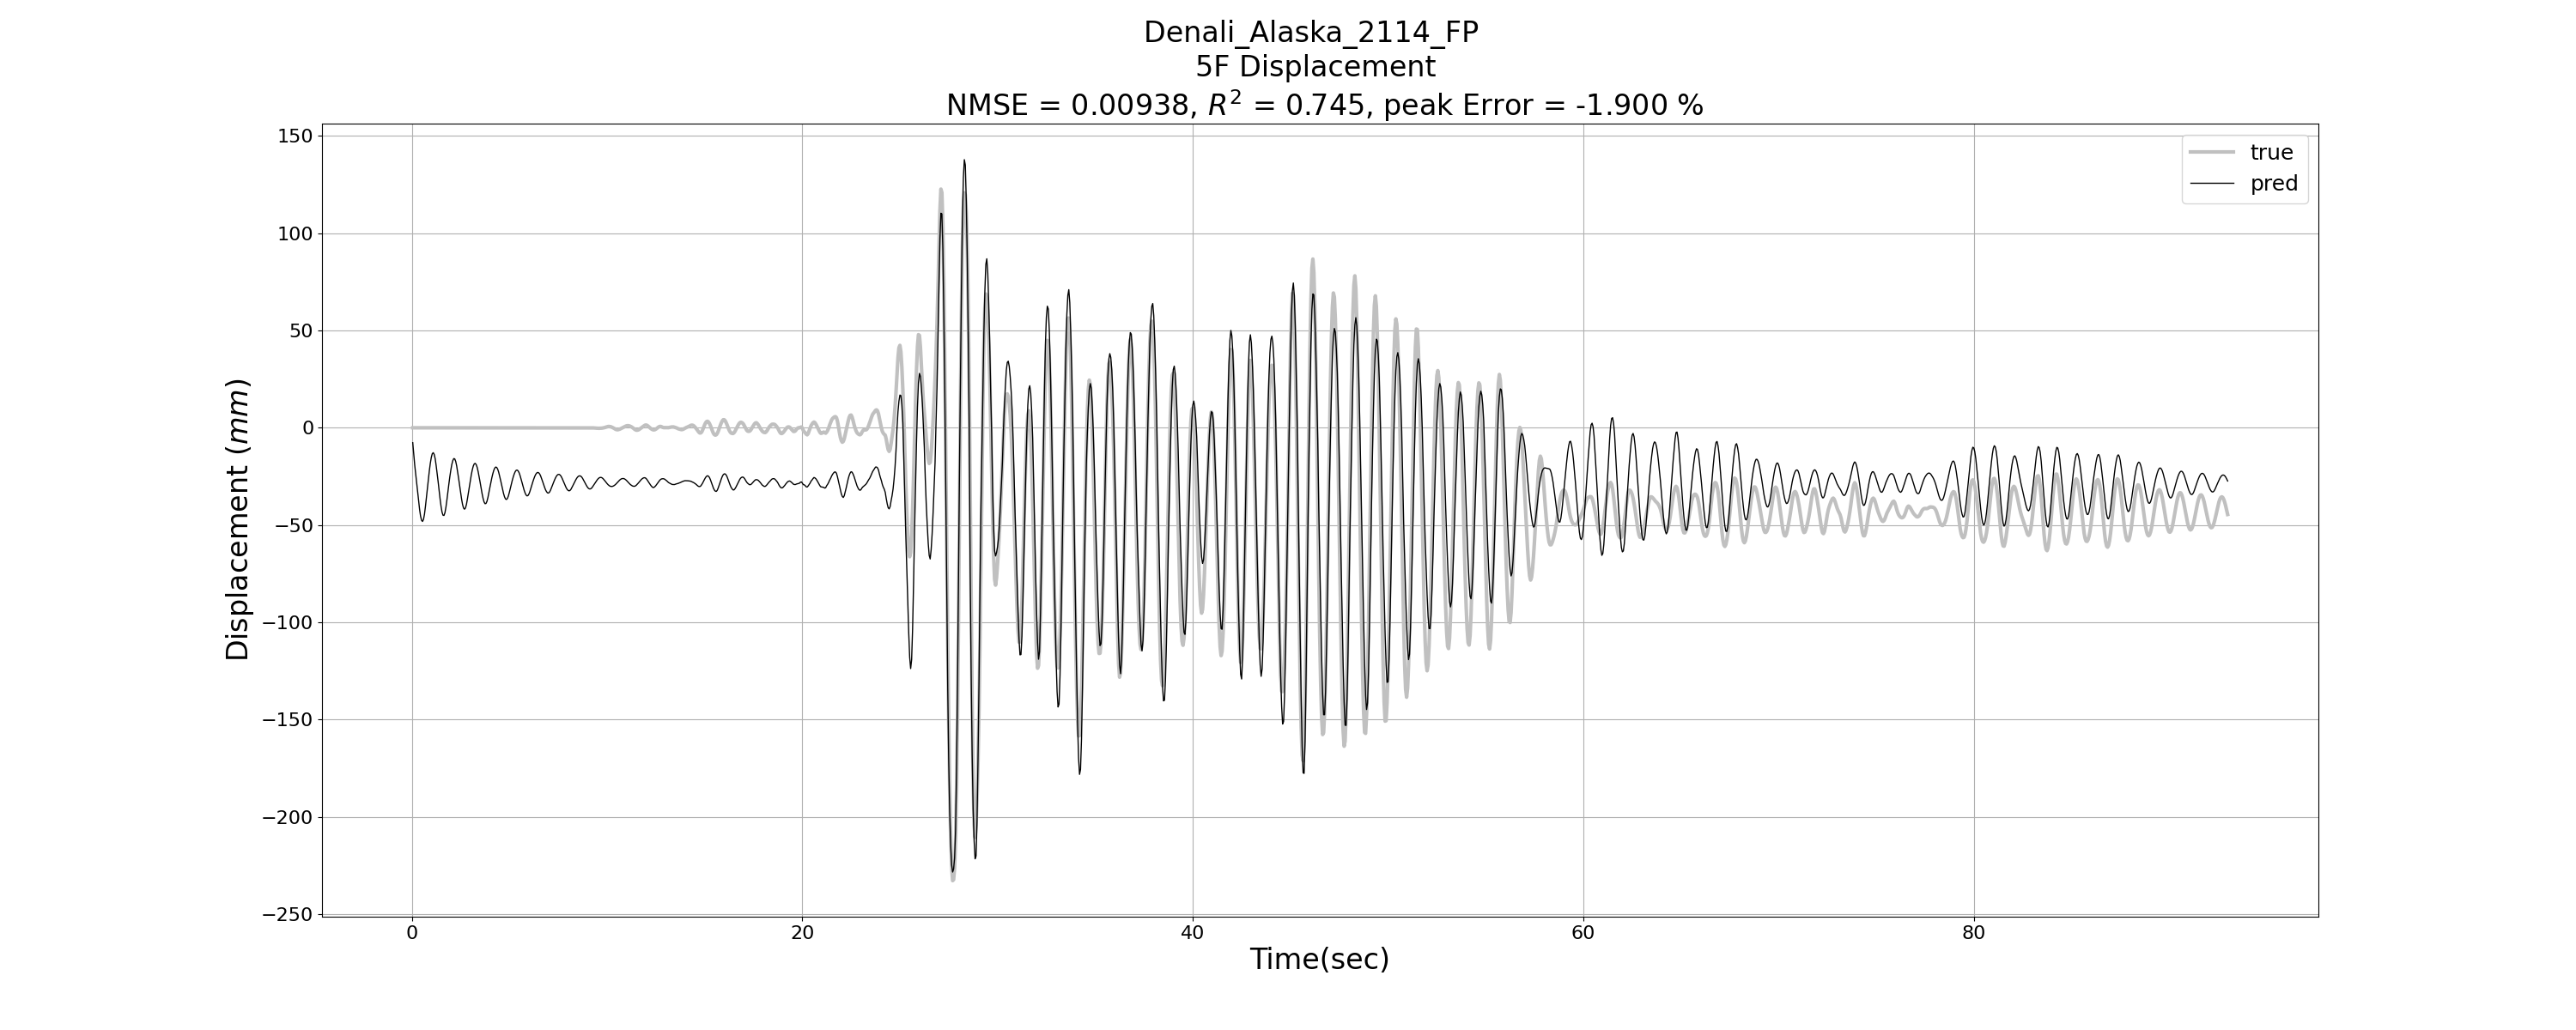 Denali_Alaska_2114_FP
5F Displacement
NMSE = 0.00938, R² = 0.745, peak Error = -1.900 %
150
100
50
0
−50
−100
−150
−200
−250
Displacement (mm)
true
pred
0
20
40
60
80
Time(sec)